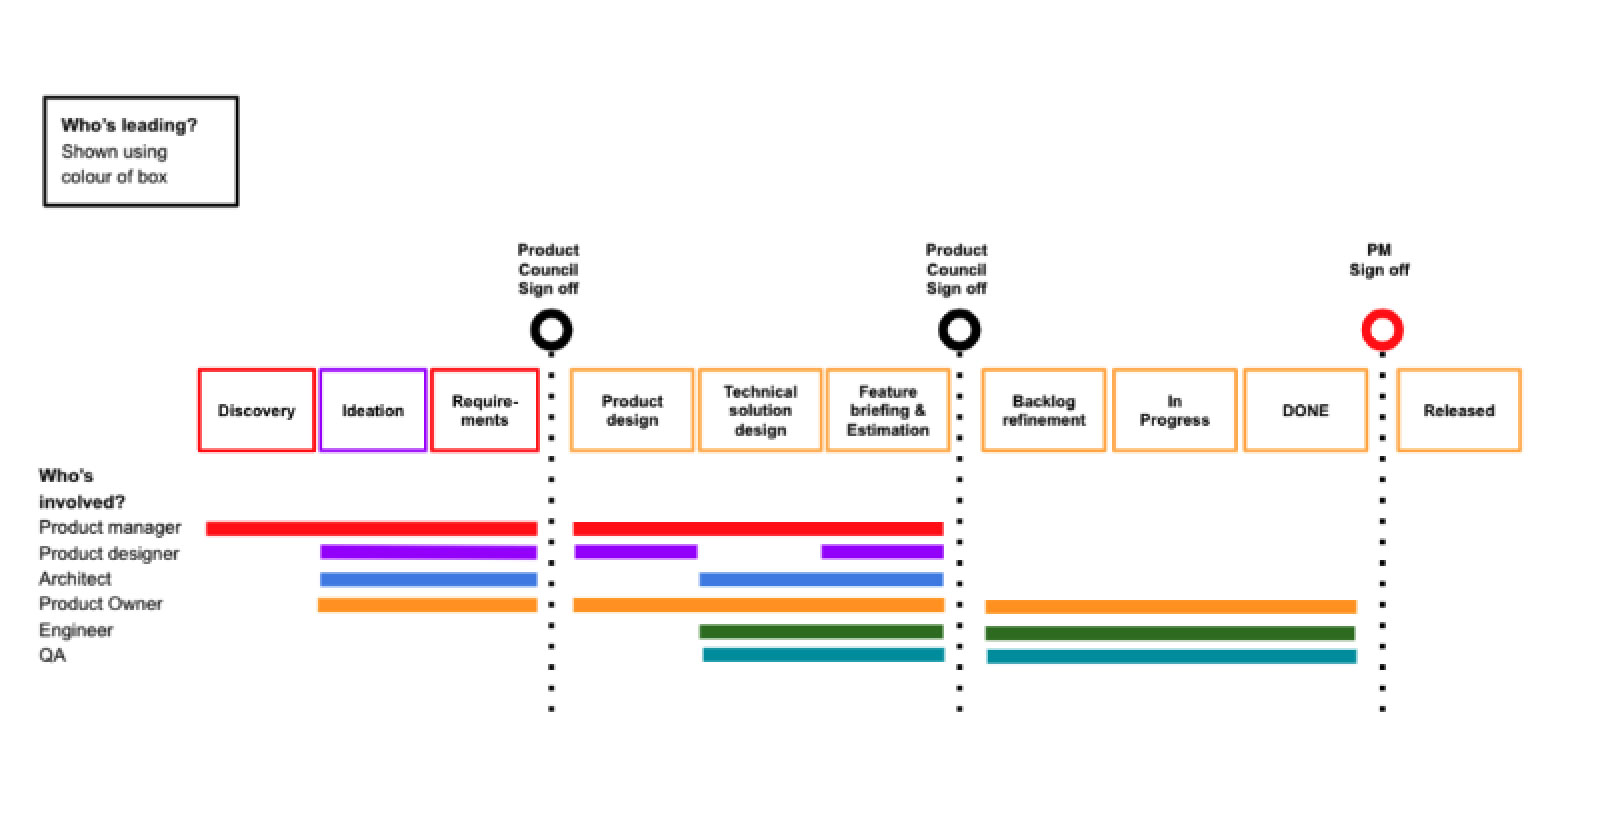 Who's leading?
Shown using
colour of box
Product
Council
Sign off
Product
Council
Sign off
PM
Sign off
Discovery
Ideation
Require-
ments
Product
design
Technical
solution
design
Feature
briefing &
Estimation
Backlog
refinement
In
Progress
DONE
Released
Who's
involved?
Product manager
Product designer
Architect
Product Owner
Engineer
QA